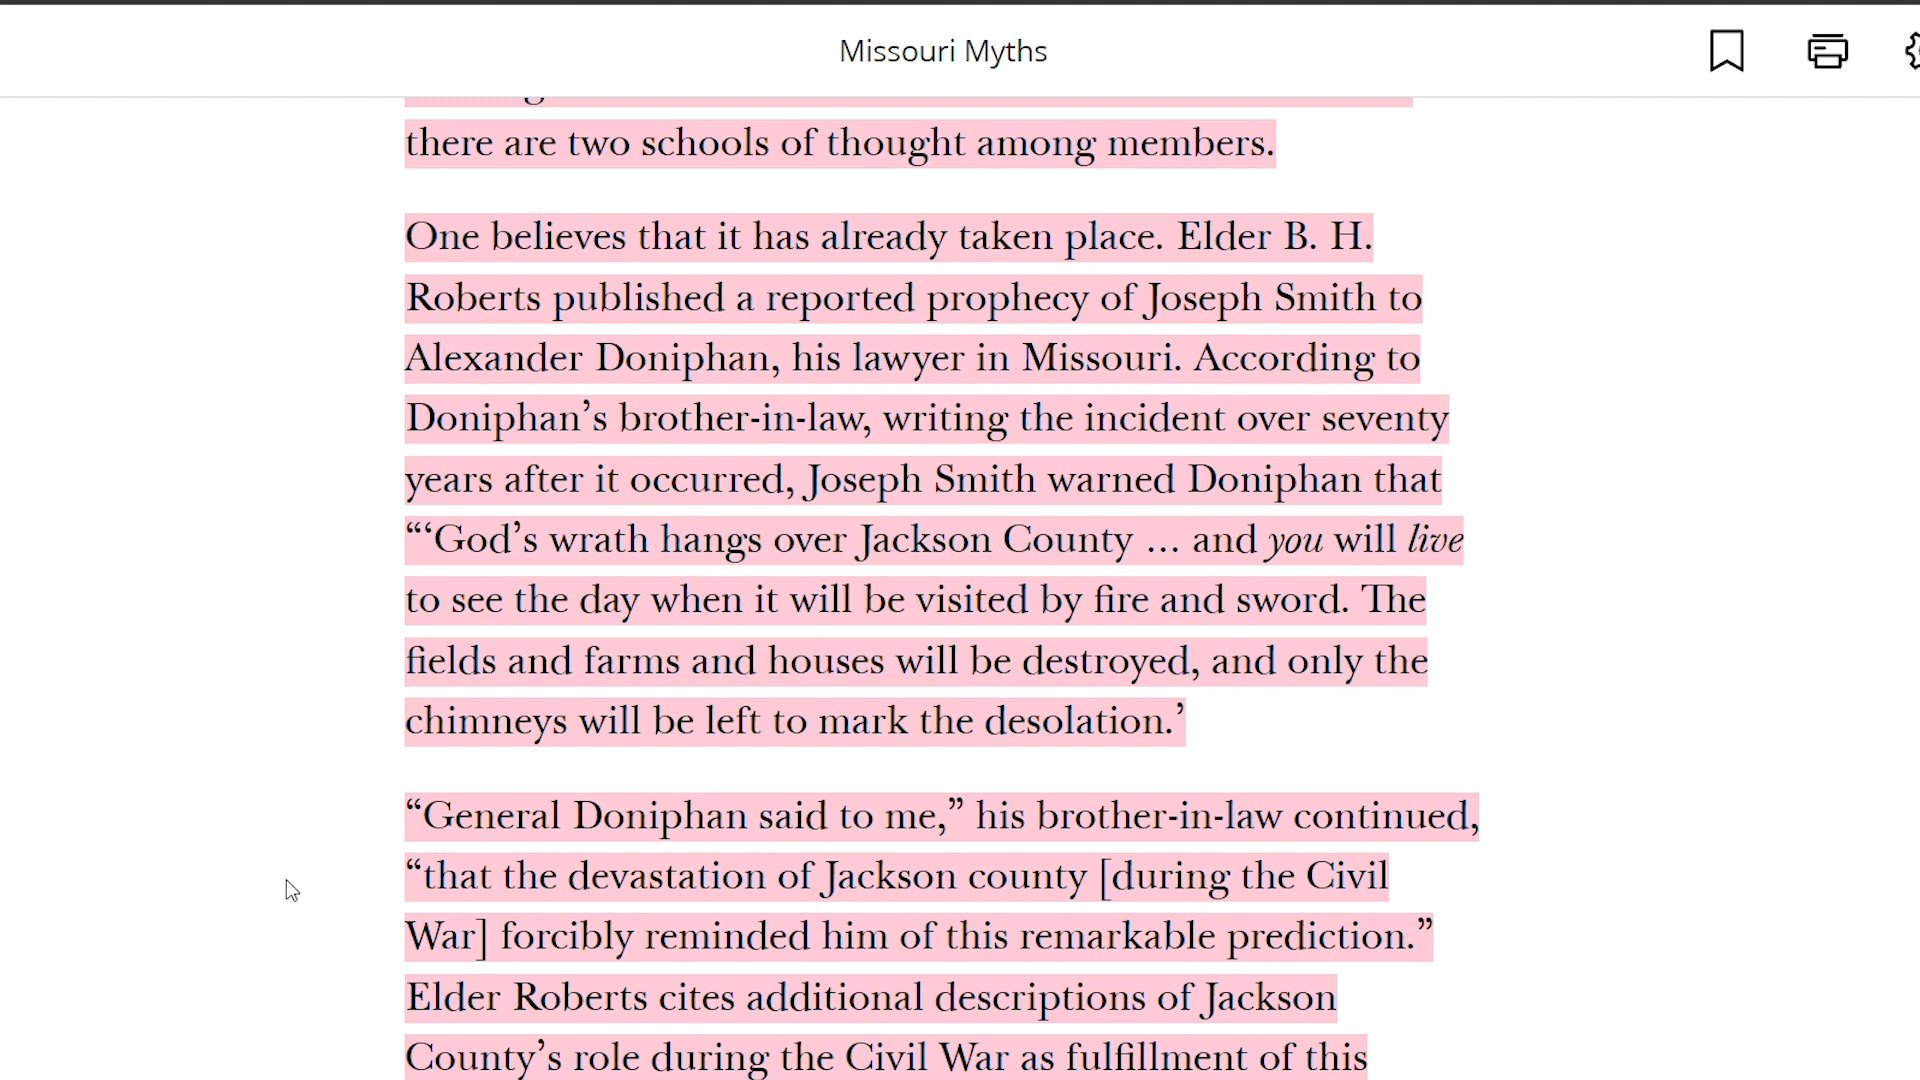 Missouri Myths
there are two schools of thought among members.
One believes that it has already taken place. Elder B. H.
Roberts published a reported prophecy of Joseph Smith to
Alexander Doniphan, his lawyer in Missouri. According to
Doniphan’s brother-in-law, writing the incident over seventy
years after it occurred, Joseph Smith warned Doniphan that
“‘God’s wrath hangs over Jackson County … and you will live
to see the day when it will be visited by fire and sword. The
fields and farms and houses will be destroyed, and only the
chimneys will be left to mark the desolation.’
“General Doniphan said to me,” his brother-in-law continued,
“that the devastation of Jackson county [during the Civil
War] forcibly reminded him of this remarkable prediction.”
Elder Roberts cites additional descriptions of Jackson
County’s role during the Civil War as fulfillment of this